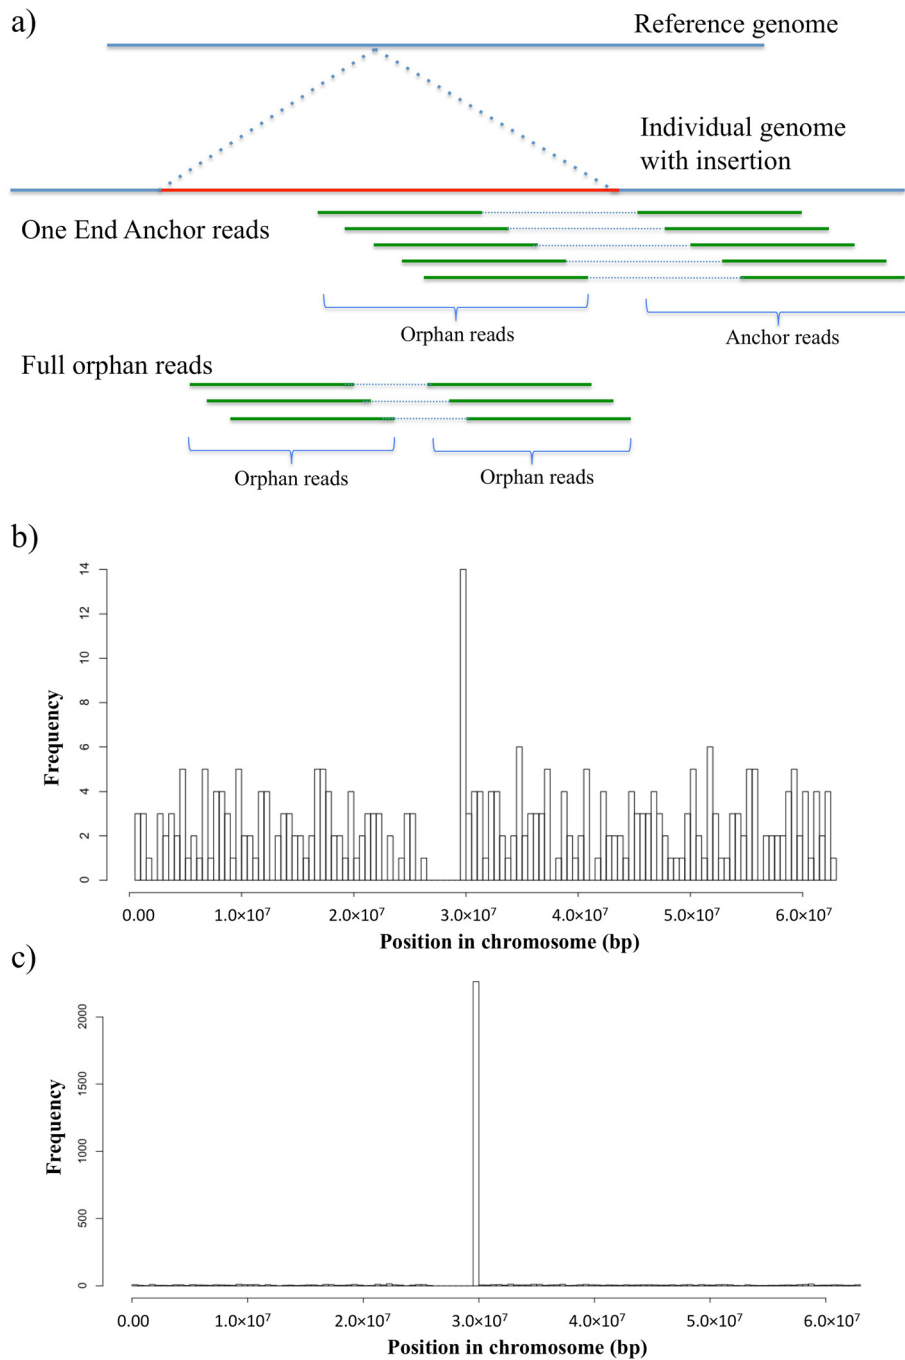 a)
Reference genome
Individual genome
with insertion
One End Anchor reads
Orphan reads
Anchor reads
Full orphan reads
Orphan reads
Orphan reads
b)
14
12
10
8
6
4
2
0
Frequency
0.00 1.0×10⁷ 2.0×10⁷ 3.0×10⁷ 4.0×10⁷ 5.0×10⁷ 6.0×10⁷
Position in chromosome (bp)
c)
2000
1500
1000
500
0
Frequency
0.00 1.0×10⁷ 2.0×10⁷ 3.0×10⁷ 4.0×10⁷ 5.0×10⁷ 6.0×10⁷
Position in chromosome (bp)